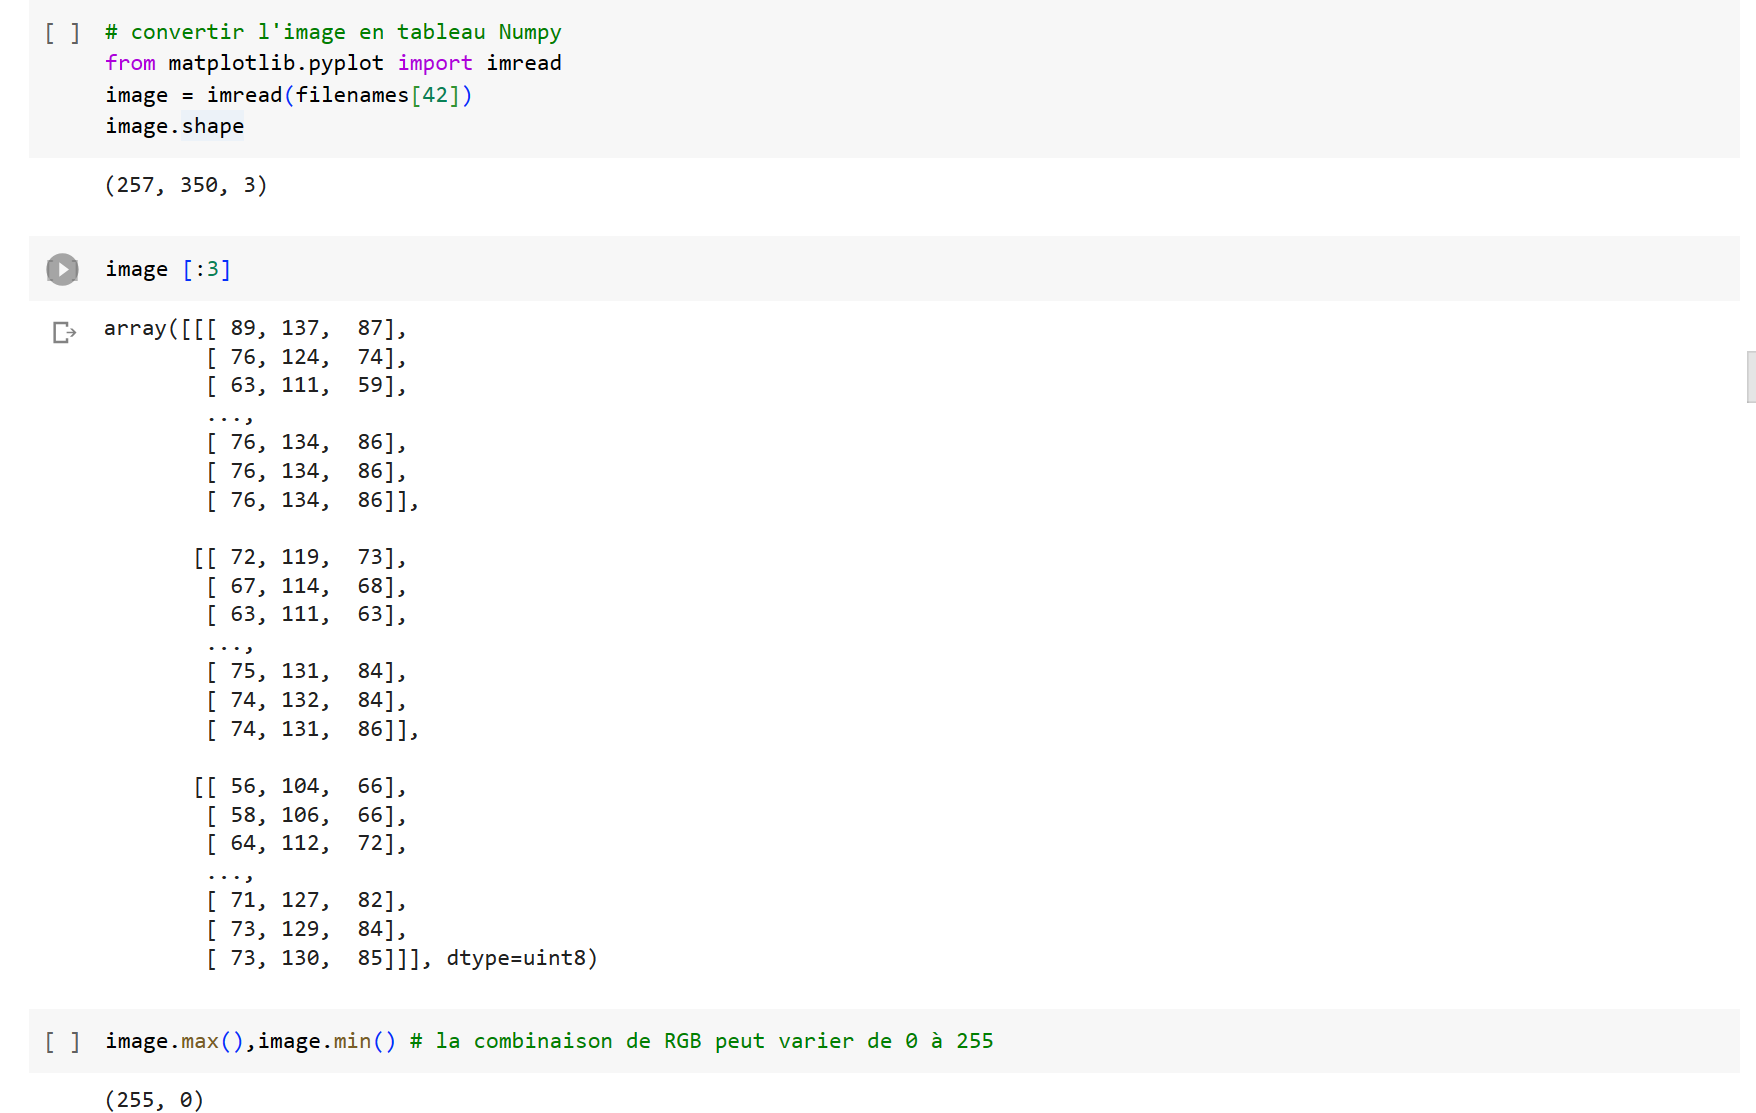 [ ] # convertir l'image en tableau Numpy
from matplotlib.pyplot import imread
image = imread(filenames[42])
image.shape
(257, 350, 3)
image [:3]
array([[[ 89, 137,  87],
        [ 76, 124,  74],
        [ 63, 111,  59],
        ...,
        [ 76, 134,  86],
        [ 76, 134,  86],
        [ 76, 134,  86]],
       [[ 72, 119,  73],
        [ 67, 114,  68],
        [ 63, 111,  63],
        ...,
        [ 75, 131,  84],
        [ 74, 132,  84],
        [ 74, 131,  86]],
       [[ 56, 104,  66],
        [ 58, 106,  66],
        [ 64, 112,  72],
        ...,
        [ 71, 127,  82],
        [ 73, 129,  84],
        [ 73, 130,  85]]], dtype=uint8)
[ ] image.max(),image.min() # la combinaison de RGB peut varier de 0 à 255
(255, 0)